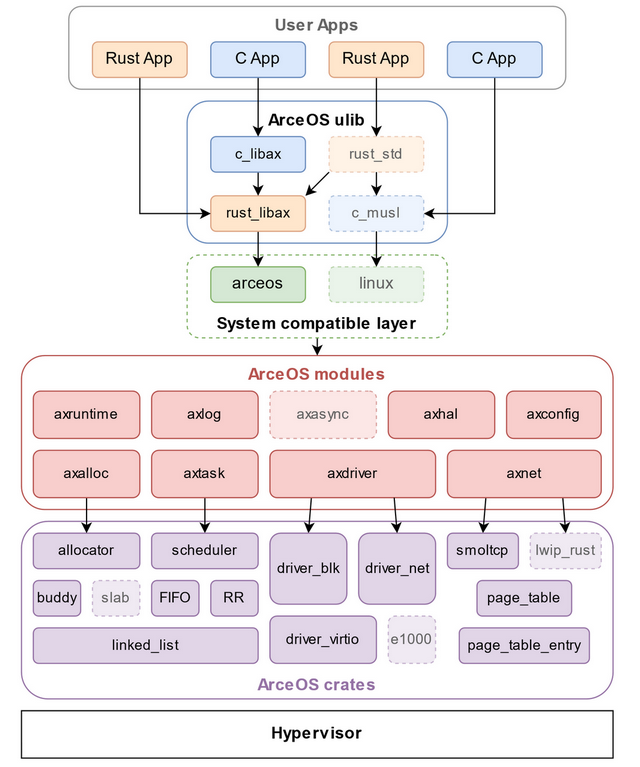 User Apps
Rust App
C App
Rust App
C App
ArceOS ulib
c_libax
rust_std
rust_libax
c_musl
arceos
linux
System compatible layer
ArceOS modules
axruntime
axlog
axasync
axhal
axconfig
axalloc
axtask
axdriver
axnet
allocator
scheduler
driver_blk
driver_net
smoltcp
lwip_rust
buddy
slab
FIFO
RR
page_table
linked_list
driver_virtio
e1000
page_table_entry
ArceOS crates
Hypervisor